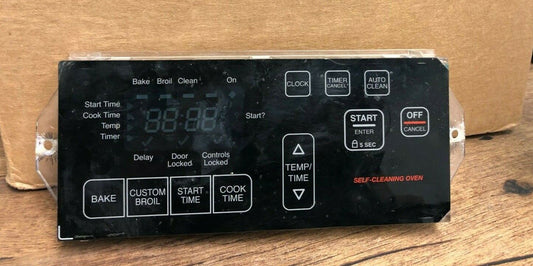 Bake Broil Clean On
CLOCK
TIMER
CANCEL
AUTO
CLEAN
Start Time
Cook Time
Temp
Timer
88:88
Start?
START
ENTER
5 SEC
OFF
CANCEL
Delay
Door
Locked
Controls
Locked
TEMP/
TIME
SELF-CLEANING OVEN
BAKE
CUSTOM
BROIL
START
TIME
COOK
TIME